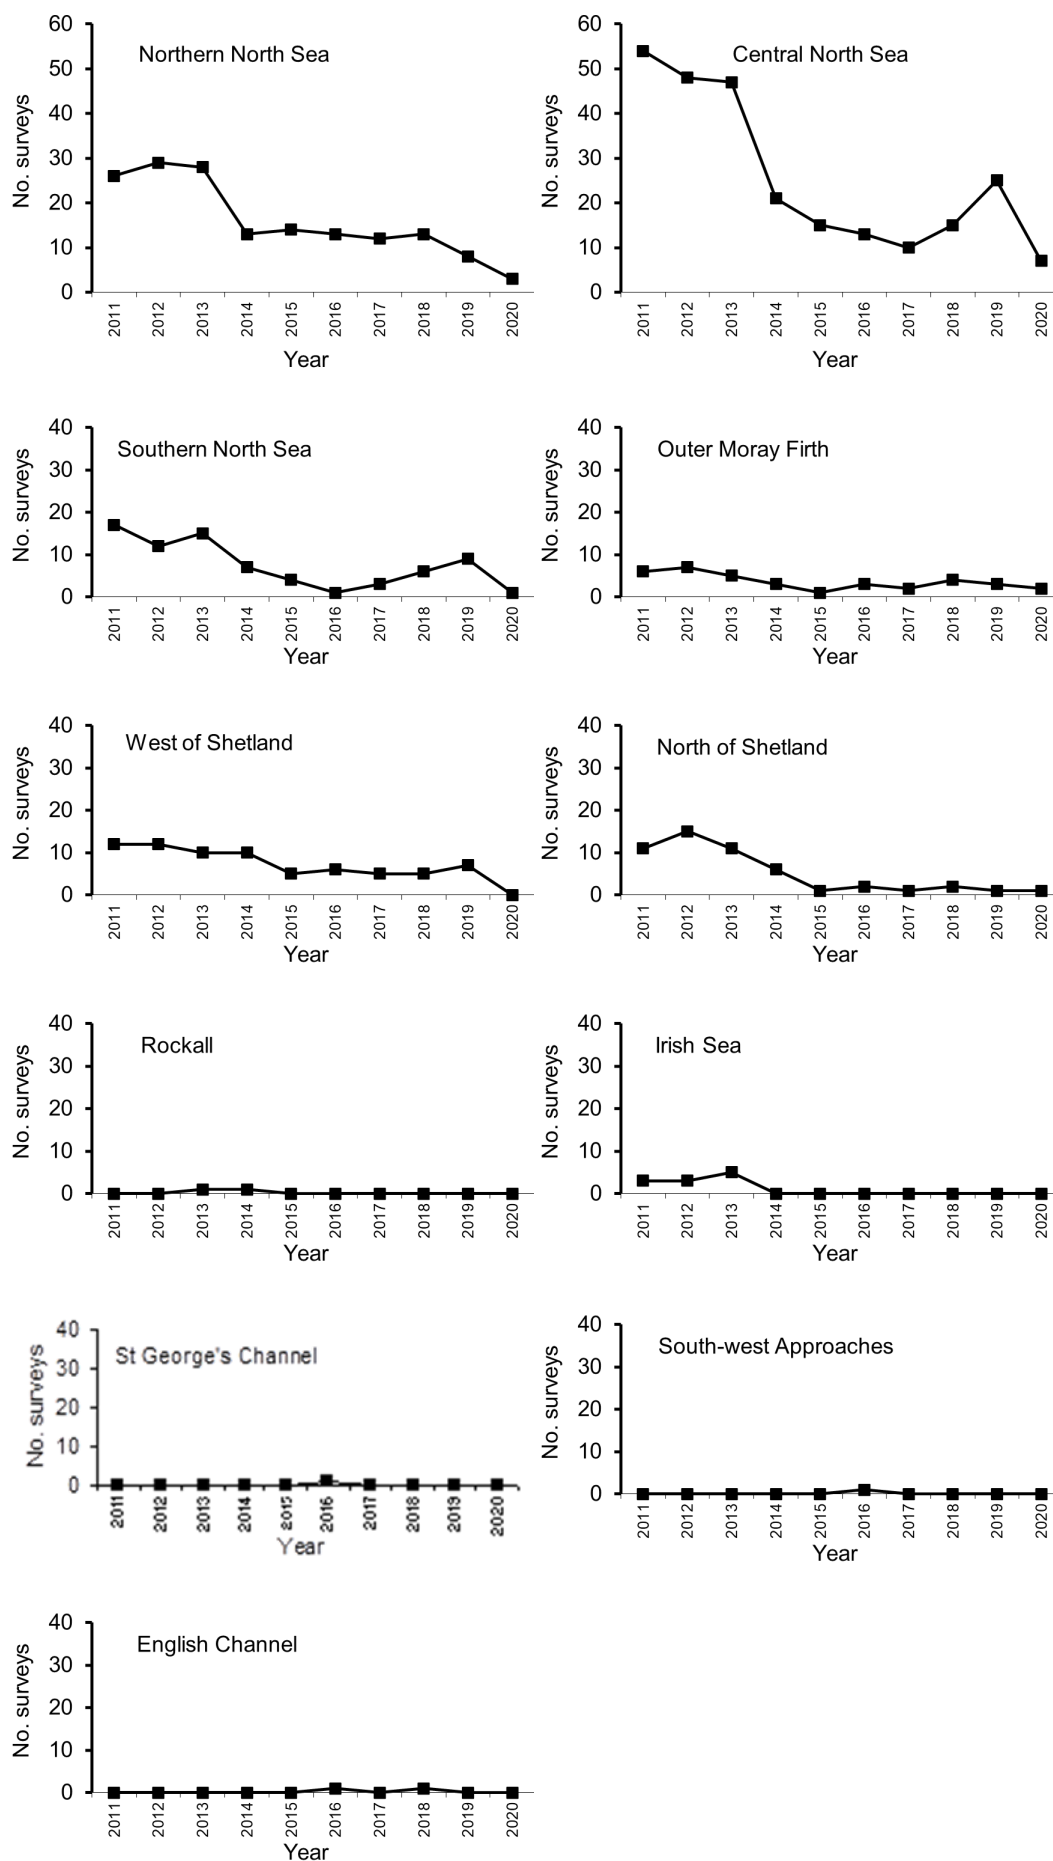 Northern North Sea
No. surveys
60
50
40
30
20
10
0
2011 2012 2013 2014 2015 2016 2017 2018 2019 2020
Year
Central North Sea
No. surveys
60
50
40
30
20
10
0
2011 2012 2013 2014 2015 2016 2017 2018 2019 2020
Year
Southern North Sea
No. surveys
40
30
20
10
0
2011 2012 2013 2014 2015 2016 2017 2018 2019 2020
Year
Outer Moray Firth
No. surveys
40
30
20
10
0
2011 2012 2013 2014 2015 2016 2017 2018 2019 2020
Year
West of Shetland
No. surveys
40
30
20
10
0
2011 2012 2013 2014 2015 2016 2017 2018 2019 2020
Year
North of Shetland
No. surveys
40
30
20
10
0
2011 2012 2013 2014 2015 2016 2017 2018 2019 2020
Year
Rockall
No. surveys
40
30
20
10
0
2011 2012 2013 2014 2015 2016 2017 2018 2019 2020
Year
Irish Sea
No. surveys
40
30
20
10
0
2011 2012 2013 2014 2015 2016 2017 2018 2019 2020
Year
St George's Channel
No. surveys
40
30
20
10
0
2011 2012 2013 2014 2015 2016 2017 2018 2019 2020
Year
South-west Approaches
No. surveys
40
30
20
10
0
2011 2012 2013 2014 2015 2016 2017 2018 2019 2020
Year
English Channel
No. surveys
40
30
20
10
0
2011 2012 2013 2014 2015 2016 2017 2018 2019 2020
Year